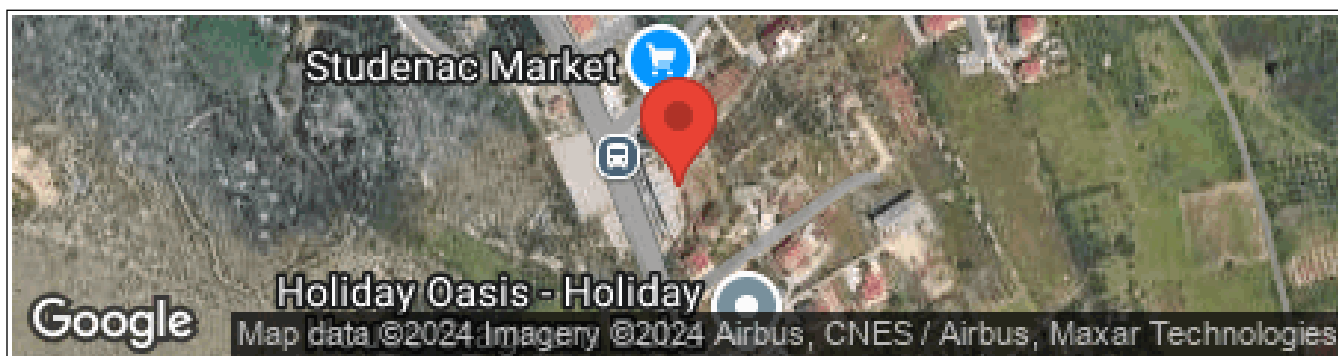 Studenac Market
Holiday Oasis - Holiday
Google
Map data ©2024 Imagery ©2024 Airbus, CNES / Airbus, Maxar Technologies